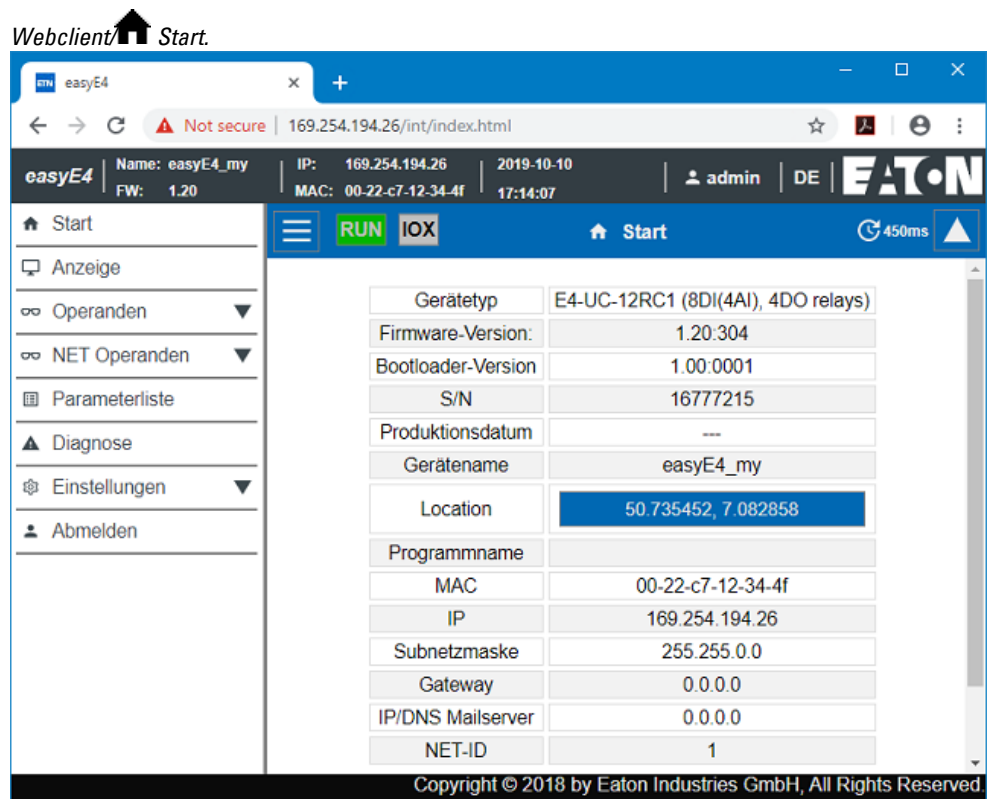 Webclient/ Start.
ETN easyE4
Not secure | 169.254.194.26/int/index.html
easyE4 Name: easyE4_my IP: 169.254.194.26 2019-10-10 admin DE EATON
FW: 1.20 MAC: 00-22-c7-12-34-4f 17:14:07
Start
Anzeige
Operanden
NET Operanden
Parameterliste
Diagnose
Einstellungen
Abmelden
RUN IOX Start 450ms
Gerätetyp E4-UC-12RC1 (8DI(4AI), 4DO relays)
Firmware-Version: 1.20:304
Bootloader-Version 1.00:0001
S/N 16777215
Produktionsdatum ---
Gerätename easyE4_my
Location 50.735452, 7.082858
Programmname
MAC 00-22-c7-12-34-4f
IP 169.254.194.26
Subnetzmaske 255.255.0.0
Gateway 0.0.0.0
IP/DNS Mailserver 0.0.0.0
NET-ID 1
Copyright © 2018 by Eaton Industries GmbH, All Rights Reserved.